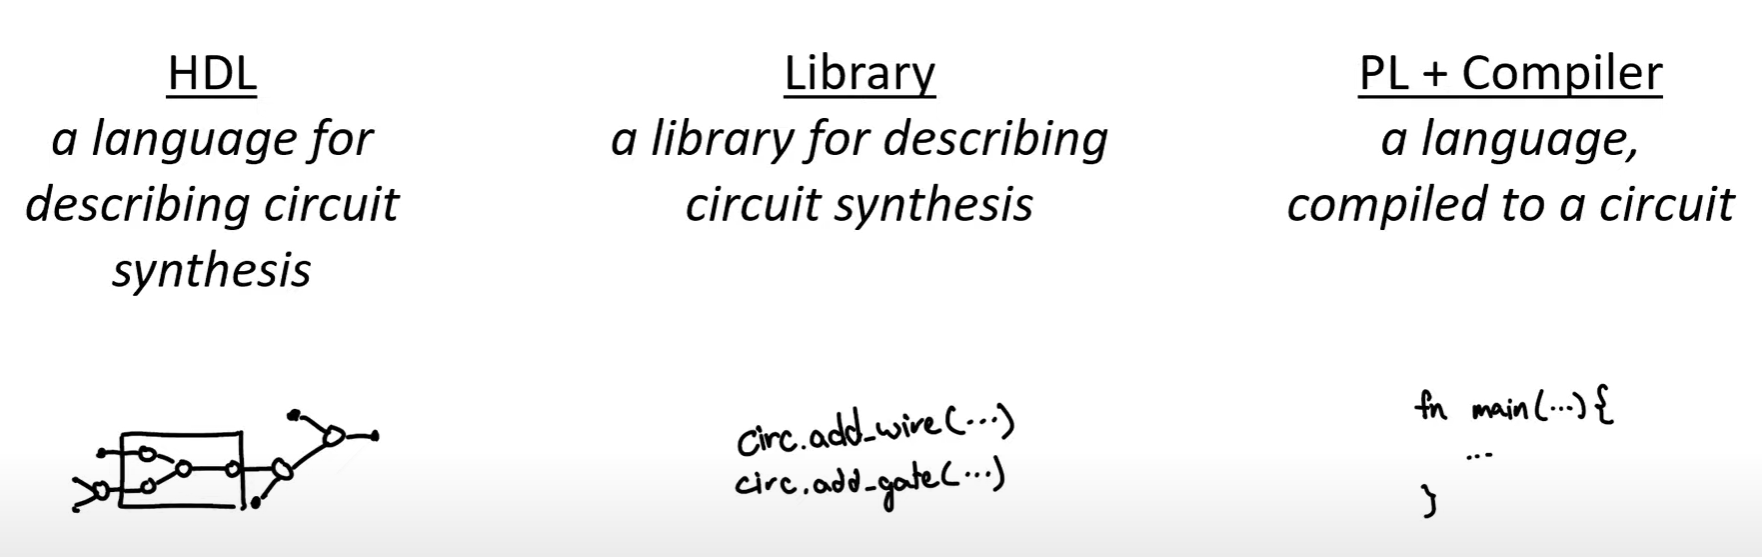 HDL
a language for
describing circuit
synthesis
Library
a library for describing
circuit synthesis
circ.add_wire(...)
circ.add_gate(...)
PL + Compiler
a language,
compiled to a circuit
fn main(...){
...
}